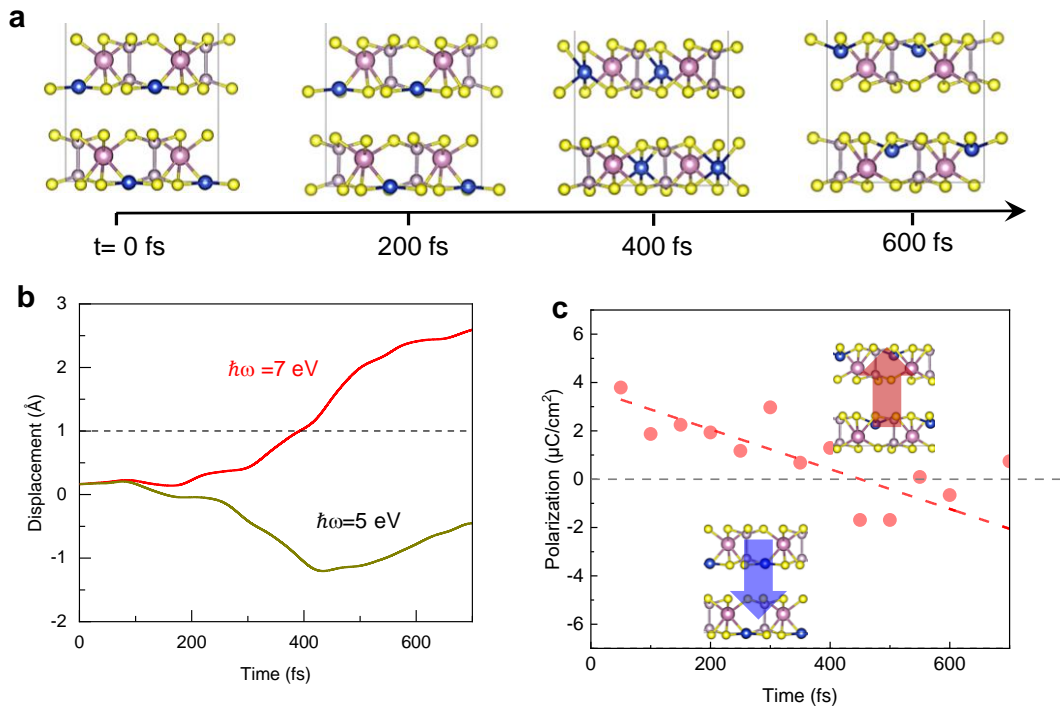 a
t= 0 fs
200 fs
400 fs
600 fs
b
3
2
1
0
-1
-2
Displacement (Å)
ℏω =7 eV
ℏω=5 eV
0
200
400
600
Time (fs)
c
6
4
2
0
-2
-4
-6
Polarization (μC/cm²)
0
200
400
600
Time (fs)